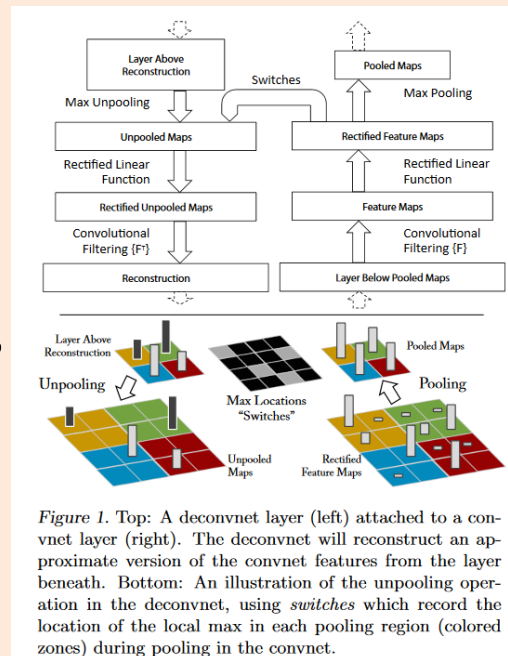 Layer Above
Reconstruction
Max Unpooling
Unpooled Maps
Rectified Linear
Function
Rectified Unpooled Maps
Convolutional
Filtering {Fᵀ}
Reconstruction
Switches
Pooled Maps
Max Pooling
Rectified Feature Maps
Rectified Linear
Function
Feature Maps
Convolutional
Filtering {F}
Layer Below Pooled Maps
Layer Above
Reconstruction
Unpooling
Unpooled
Maps
Max Locations
“Switches”
Pooled Maps
Pooling
Rectified
Feature Maps
Figure 1. Top: A deconvnet layer (left) attached to a con-
vnet layer (right). The deconvnet will reconstruct an ap-
proximate version of the convnet features from the layer
beneath. Bottom: An illustration of the unpooling oper-
ation in the deconvnet, using switches which record the
location of the local max in each pooling region (colored
zones) during pooling in the convnet.